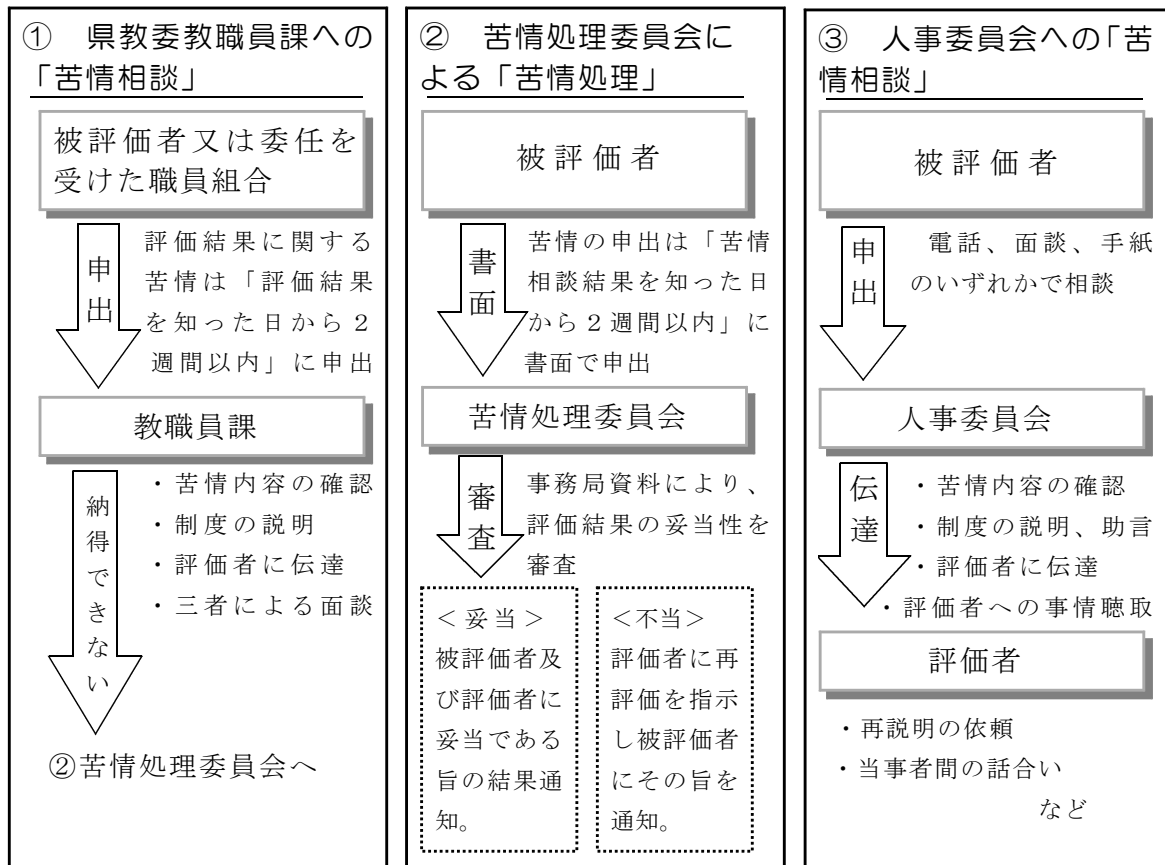 ①　県教委教職員課への
「苦情相談」
被評価者又は委任を
受けた職員組合
申出
評価結果に関する
苦情は「評価結果
を知った日から２
週間以内」に申出
教職員課
納得できない
・苦情内容の確認
・制度の説明
・評価者に伝達
・三者による面談
②苦情処理委員会へ
②　苦情処理委員会に
よる「苦情処理」
被評価者
書面
苦情の申出は「苦情
相談結果を知った日
から２週間以内」に
書面で申出
苦情処理委員会
審査
事務局資料により、
評価結果の妥当性を
審査
＜妥当＞
被評価者及
び評価者に
妥当である
旨の結果通
知。
＜不当＞
評価者に再
評価を指示
し被評価者
にその旨を
通知。
③　人事委員会への「苦
情相談」
被評価者
申出
電話、面談、手紙
のいずれかで相談
人事委員会
伝達
・苦情内容の確認
・制度の説明、助言
・評価者に伝達
・評価者への事情聴取
評価者
・再説明の依頼
・当事者間の話合い
など